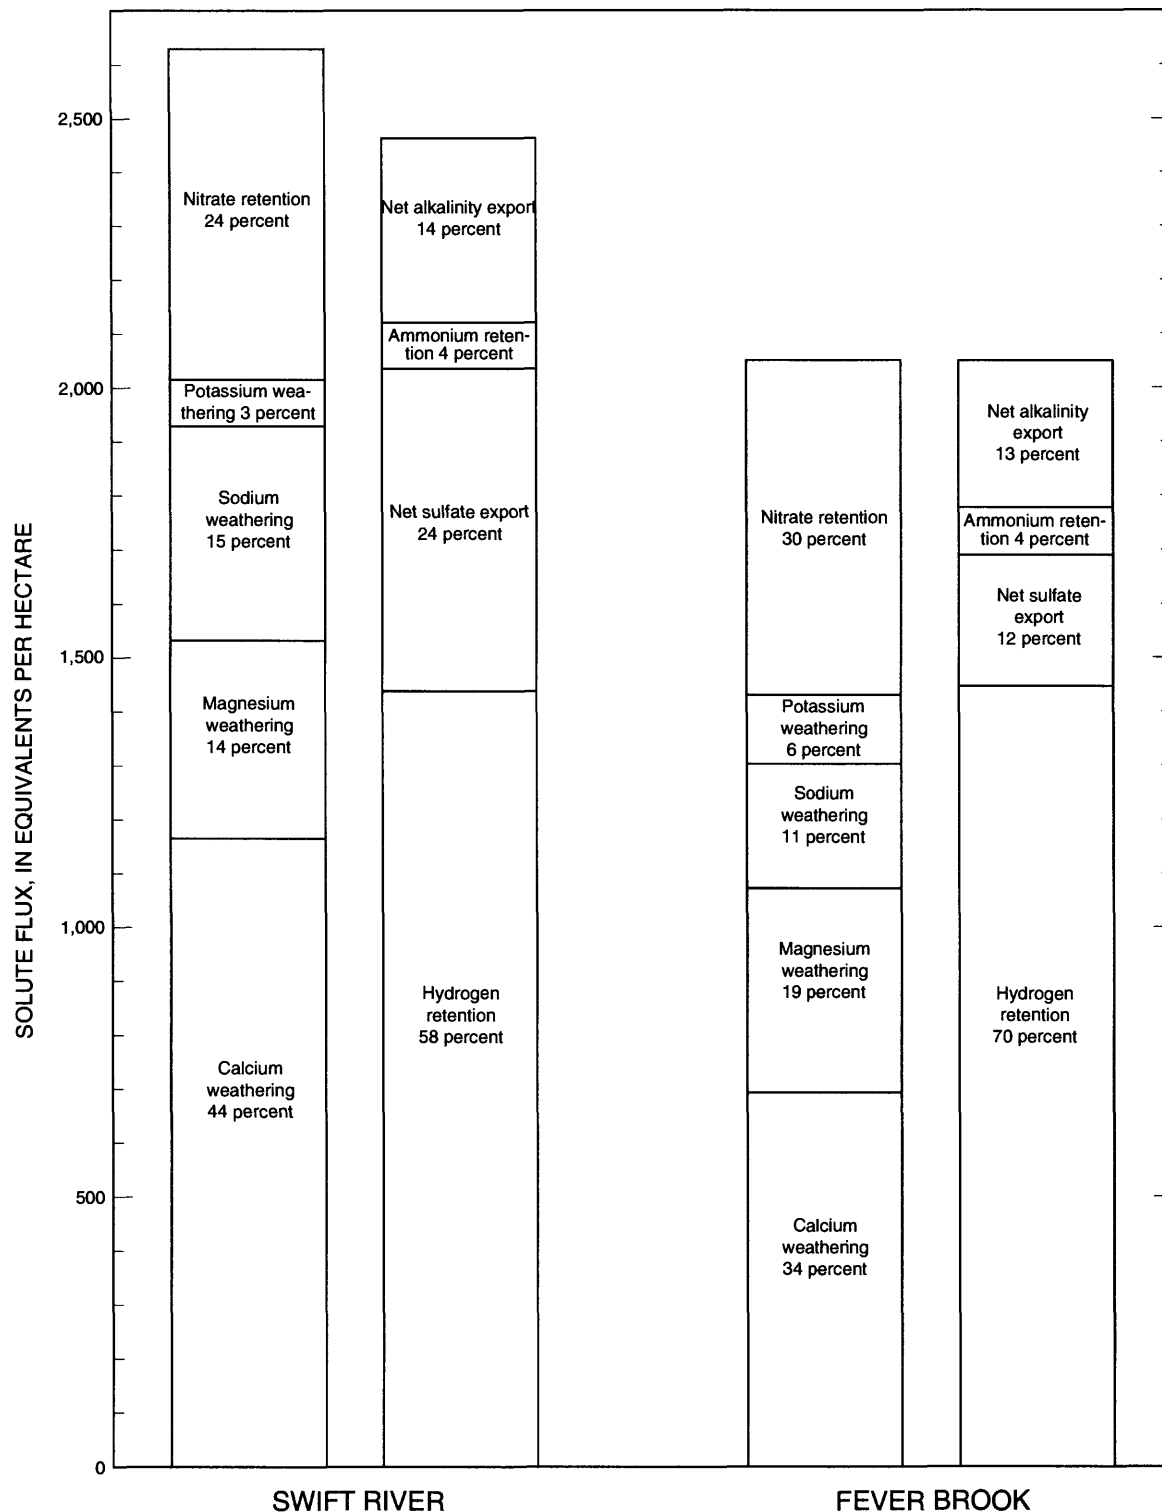 SOLUTE FLUX, IN EQUIVALENTS PER HECTARE
2,500
2,000
1,500
1,000
500
0
Nitrate retention
24 percent
Potassium wea-
thering 3 percent
Sodium
weathering
15 percent
Magnesium
weathering
14 percent
Calcium
weathering
44 percent
Net alkalinity export
14 percent
Ammonium reten-
tion 4 percent
Net sulfate export
24 percent
Hydrogen
retention
58 percent
Nitrate retention
30 percent
Potassium
weathering
6 percent
Sodium
weathering
11 percent
Magnesium
weathering
19 percent
Calcium
weathering
34 percent
Net alkalinity
export
13 percent
Ammonium reten-
tion 4 percent
Net sulfate
export
12 percent
Hydrogen
retention
70 percent
SWIFT RIVER
FEVER BROOK